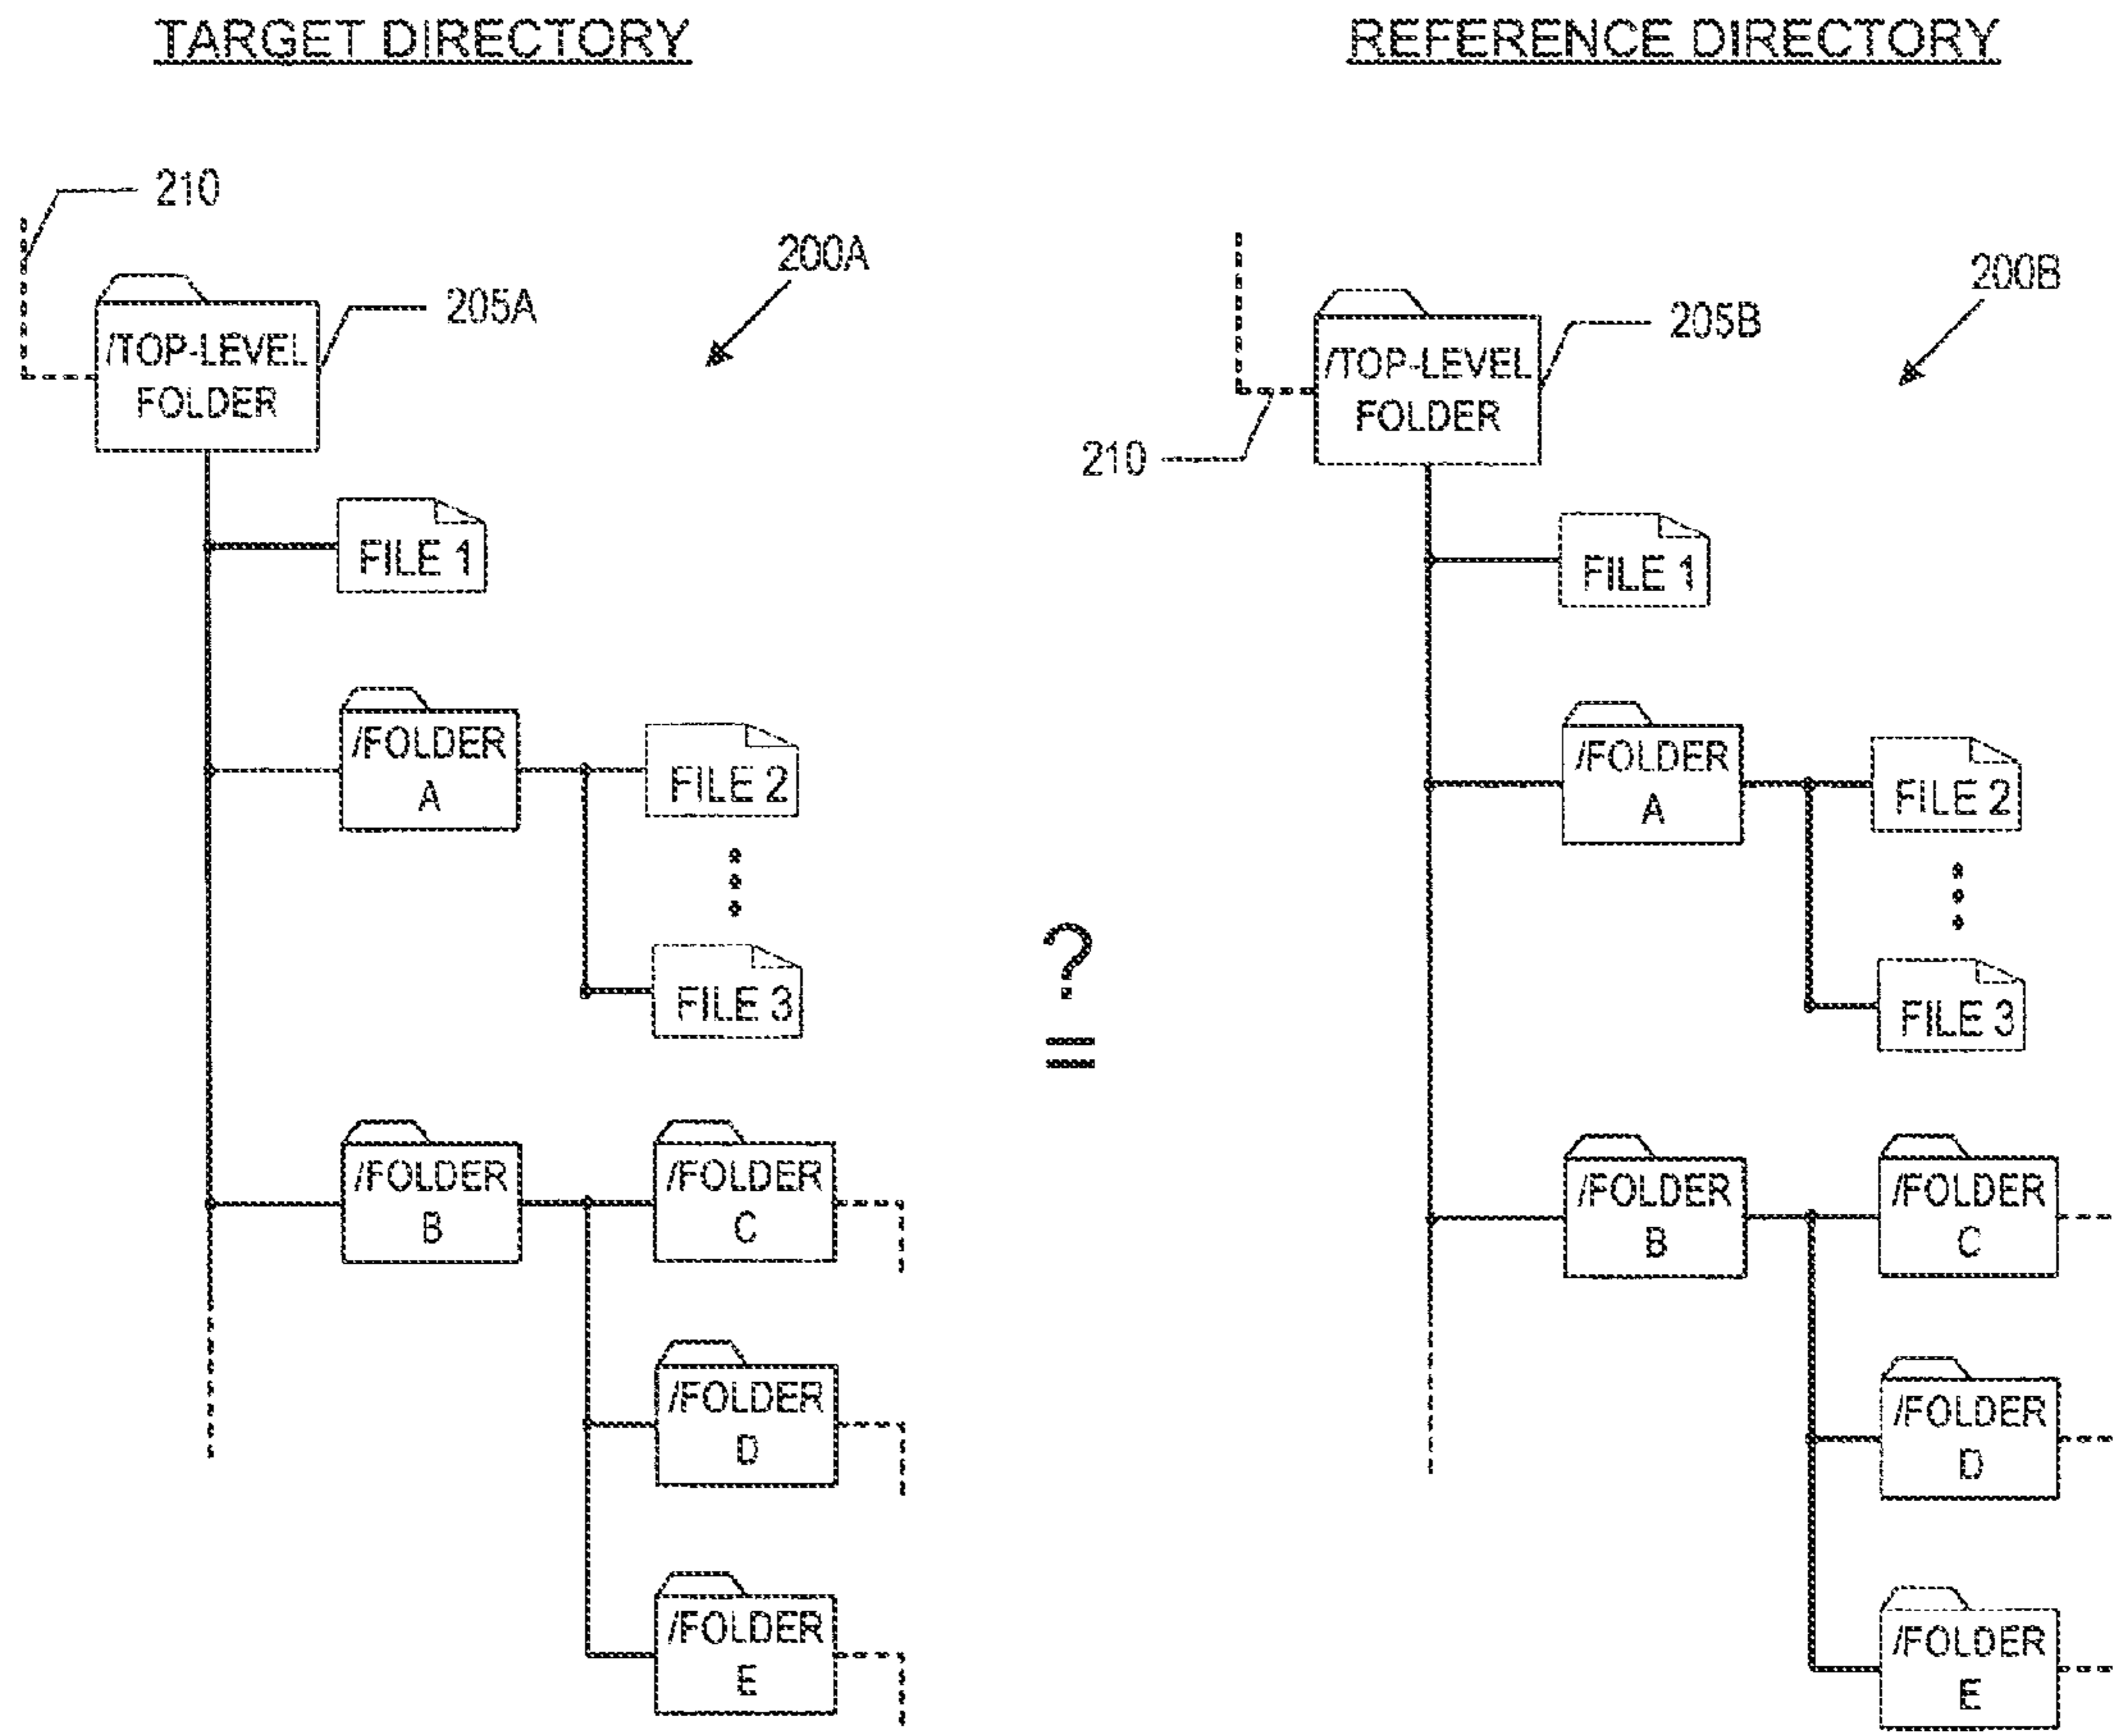 TARGET DIRECTORY
210
200A
205A
/TOP-LEVEL
FOLDER
FILE 1
/FOLDER
A
FILE 2
FILE 3
/FOLDER
B
/FOLDER
C
/FOLDER
D
/FOLDER
E
?
=
REFERENCE DIRECTORY
200B
205B
/TOP-LEVEL
FOLDER
210
FILE 1
/FOLDER
A
FILE 2
FILE 3
/FOLDER
B
/FOLDER
C
/FOLDER
D
/FOLDER
E